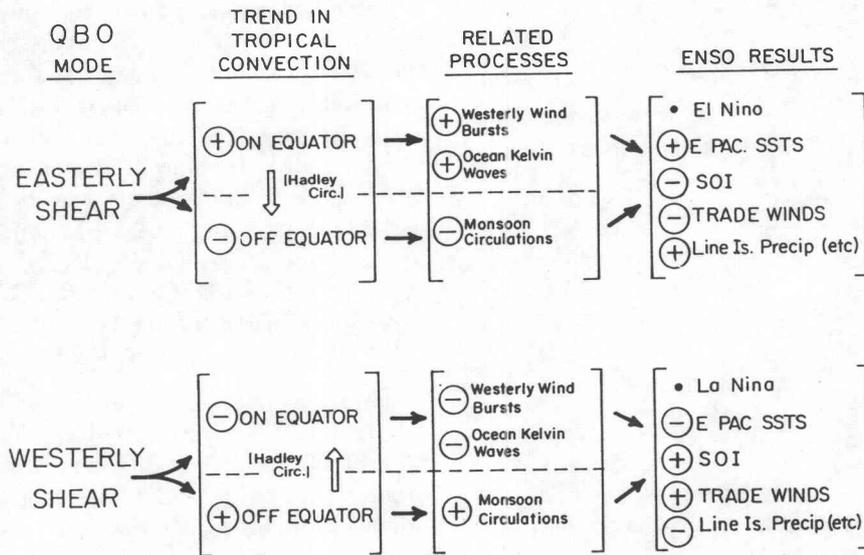 QBO
MODE
TREND IN
TROPICAL
CONVECTION
RELATED
PROCESSES
ENSO RESULTS
EASTERLY
SHEAR
+ ON EQUATOR
|Hadley
Circ.|
− OFF EQUATOR
+ Westerly Wind
Bursts
+ Ocean Kelvin
Waves
− Monsoon
Circulations
• El Nino
+ E PAC. SSTS
− SOI
− TRADE WINDS
+ Line Is. Precip (etc)
WESTERLY
SHEAR
− ON EQUATOR
|Hadley
Circ.|
+ OFF EQUATOR
− Westerly Wind
Bursts
− Ocean Kelvin
Waves
+ Monsoon
Circulations
• La Nina
− E PAC SSTS
+ SOI
+ TRADE WINDS
− Line Is. Precip (etc)